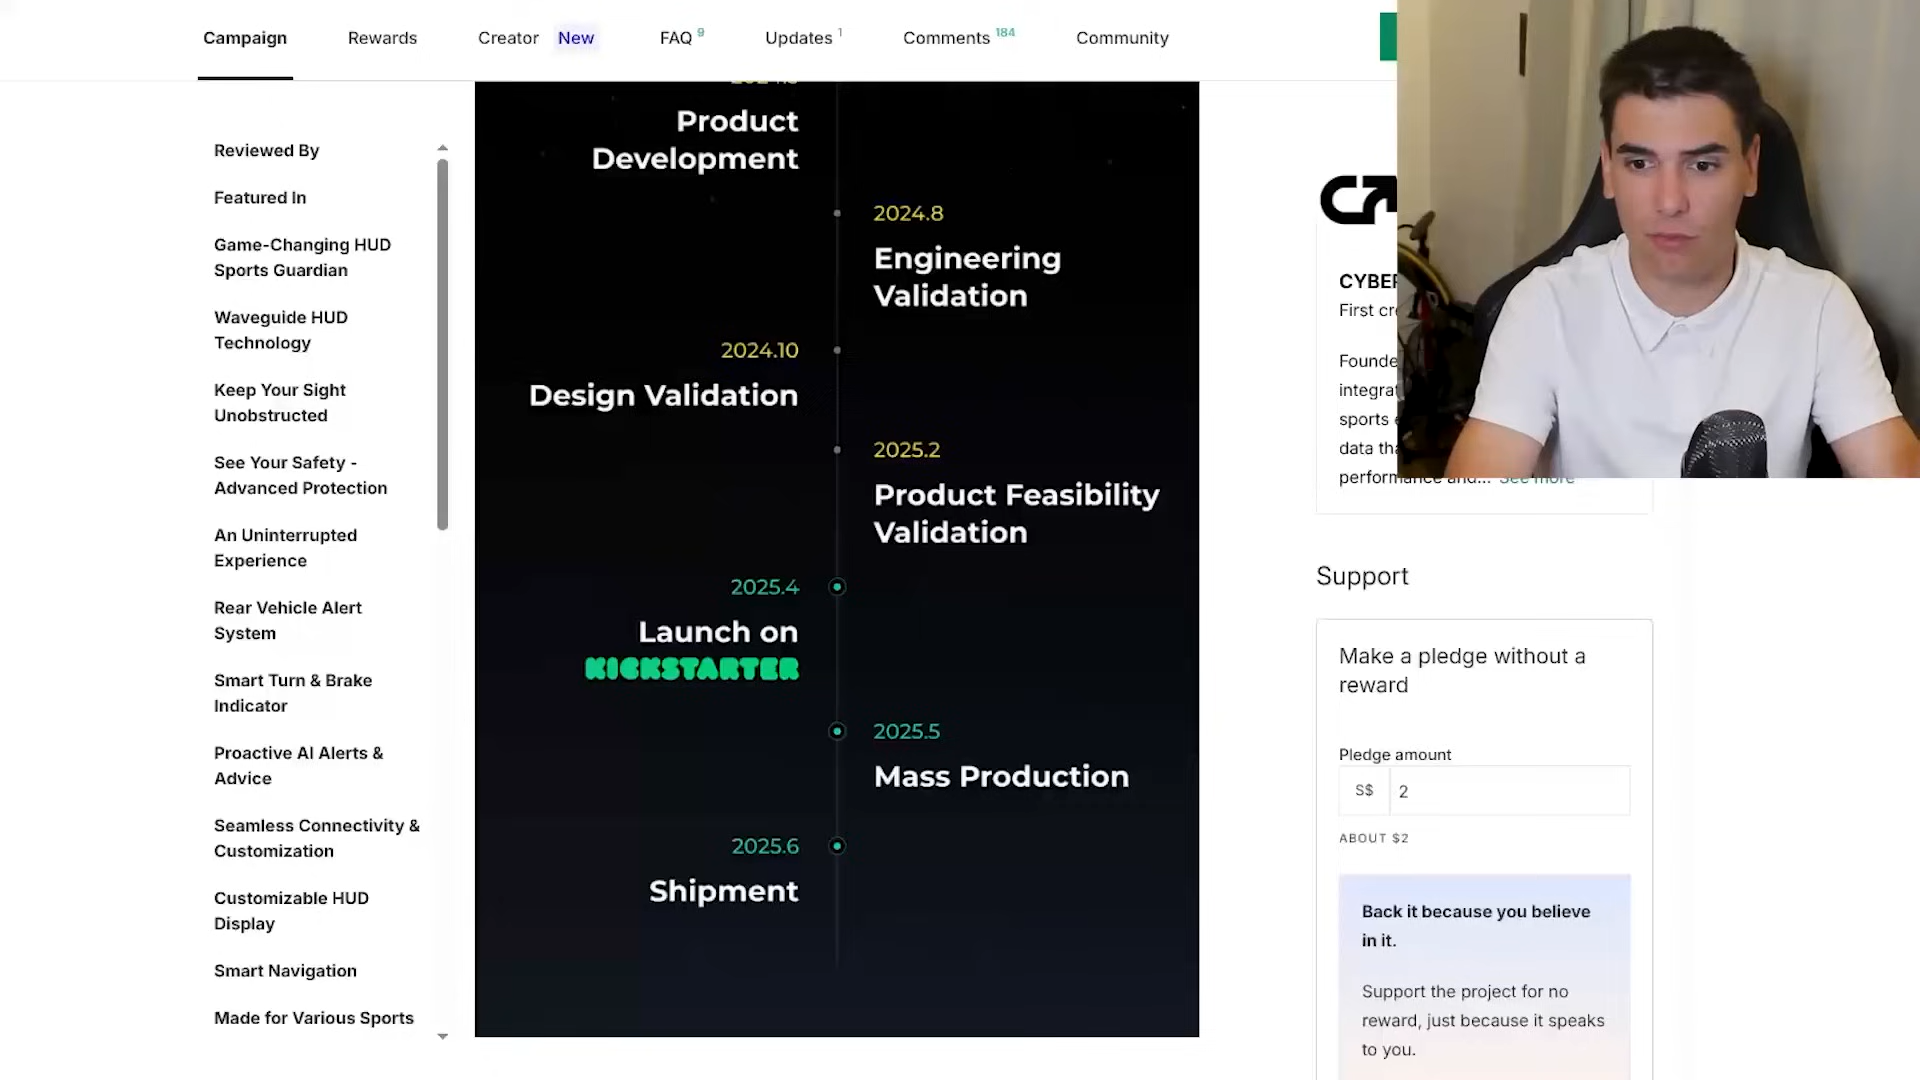 Campaign
Rewards
Creator New
FAQ 9
Updates 1
Comments 184
Community
Reviewed By
Featured In
Game-Changing HUD
Sports Guardian
Waveguide HUD
Technology
Keep Your Sight
Unobstructed
See Your Safety -
Advanced Protection
An Uninterrupted
Experience
Rear Vehicle Alert
System
Smart Turn & Brake
Indicator
Proactive AI Alerts &
Advice
Seamless Connectivity &
Customization
Customizable HUD
Display
Smart Navigation
Made for Various Sports
Product
Development
2024.8
Engineering
Validation
2024.10
Design Validation
2025.2
Product Feasibility
Validation
2025.4
Launch on
KICKSTARTER
2025.5
Mass Production
2025.6
Shipment
CYBER
First cr
Founde
integrat
sports e
data tha
performance and... See more
Support
Make a pledge without a
reward
Pledge amount
S$ 2
ABOUT $2
Back it because you believe
in it.
Support the project for no
reward, just because it speaks
to you.